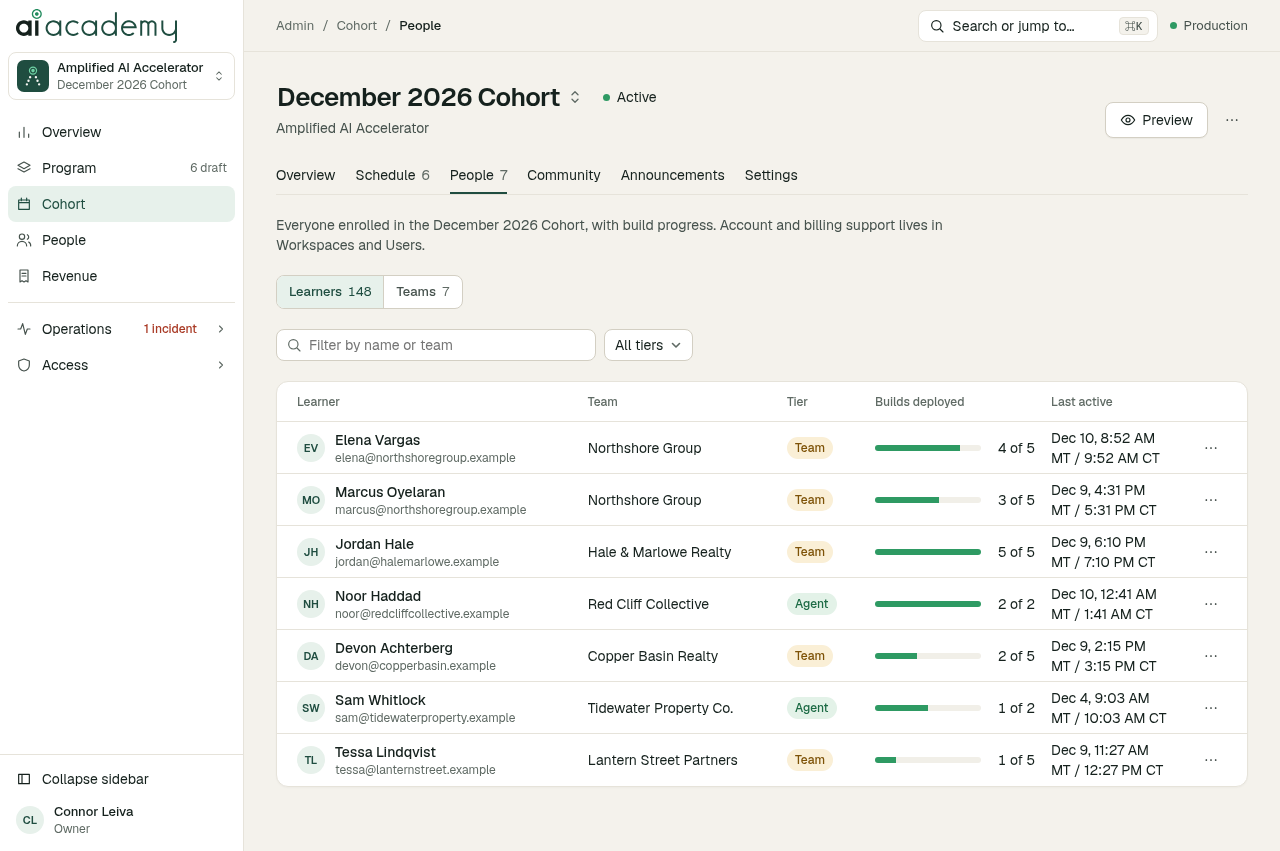 ai academy
Amplified AI Accelerator
December 2026 Cohort
Overview
Program 6 draft
Cohort
People
Revenue
Operations 1 incident
Access
Collapse sidebar
CL Connor Leiva
Owner
Admin / Cohort / People
Search or jump to… ⌘K
Production
December 2026 Cohort
Active
Amplified AI Accelerator
Preview
Overview Schedule 6 People 7 Community Announcements Settings
Everyone enrolled in the December 2026 Cohort, with build progress. Account and billing support lives in
Workspaces and Users.
Learners 148 Teams 7
Filter by name or team
All tiers
Learner Team Tier Builds deployed Last active
EV Elena Vargas
elena@northshoregroup.example
Northshore Group Team 4 of 5
Dec 10, 8:52 AM
MT / 9:52 AM CT
MO Marcus Oyelaran
marcus@northshoregroup.example
Northshore Group Team 3 of 5
Dec 9, 4:31 PM
MT / 5:31 PM CT
JH Jordan Hale
jordan@halemarlowe.example
Hale & Marlowe Realty Team 5 of 5
Dec 9, 6:10 PM
MT / 7:10 PM CT
NH Noor Haddad
noor@redcliffcollective.example
Red Cliff Collective Agent 2 of 2
Dec 10, 12:41 AM
MT / 1:41 AM CT
DA Devon Achterberg
devon@copperbasin.example
Copper Basin Realty Team 2 of 5
Dec 9, 2:15 PM
MT / 3:15 PM CT
SW Sam Whitlock
sam@tidewaterproperty.example
Tidewater Property Co. Agent 1 of 2
Dec 4, 9:03 AM
MT / 10:03 AM CT
TL Tessa Lindqvist
tessa@lanternstreet.example
Lantern Street Partners Team 1 of 5
Dec 9, 11:27 AM
MT / 12:27 PM CT